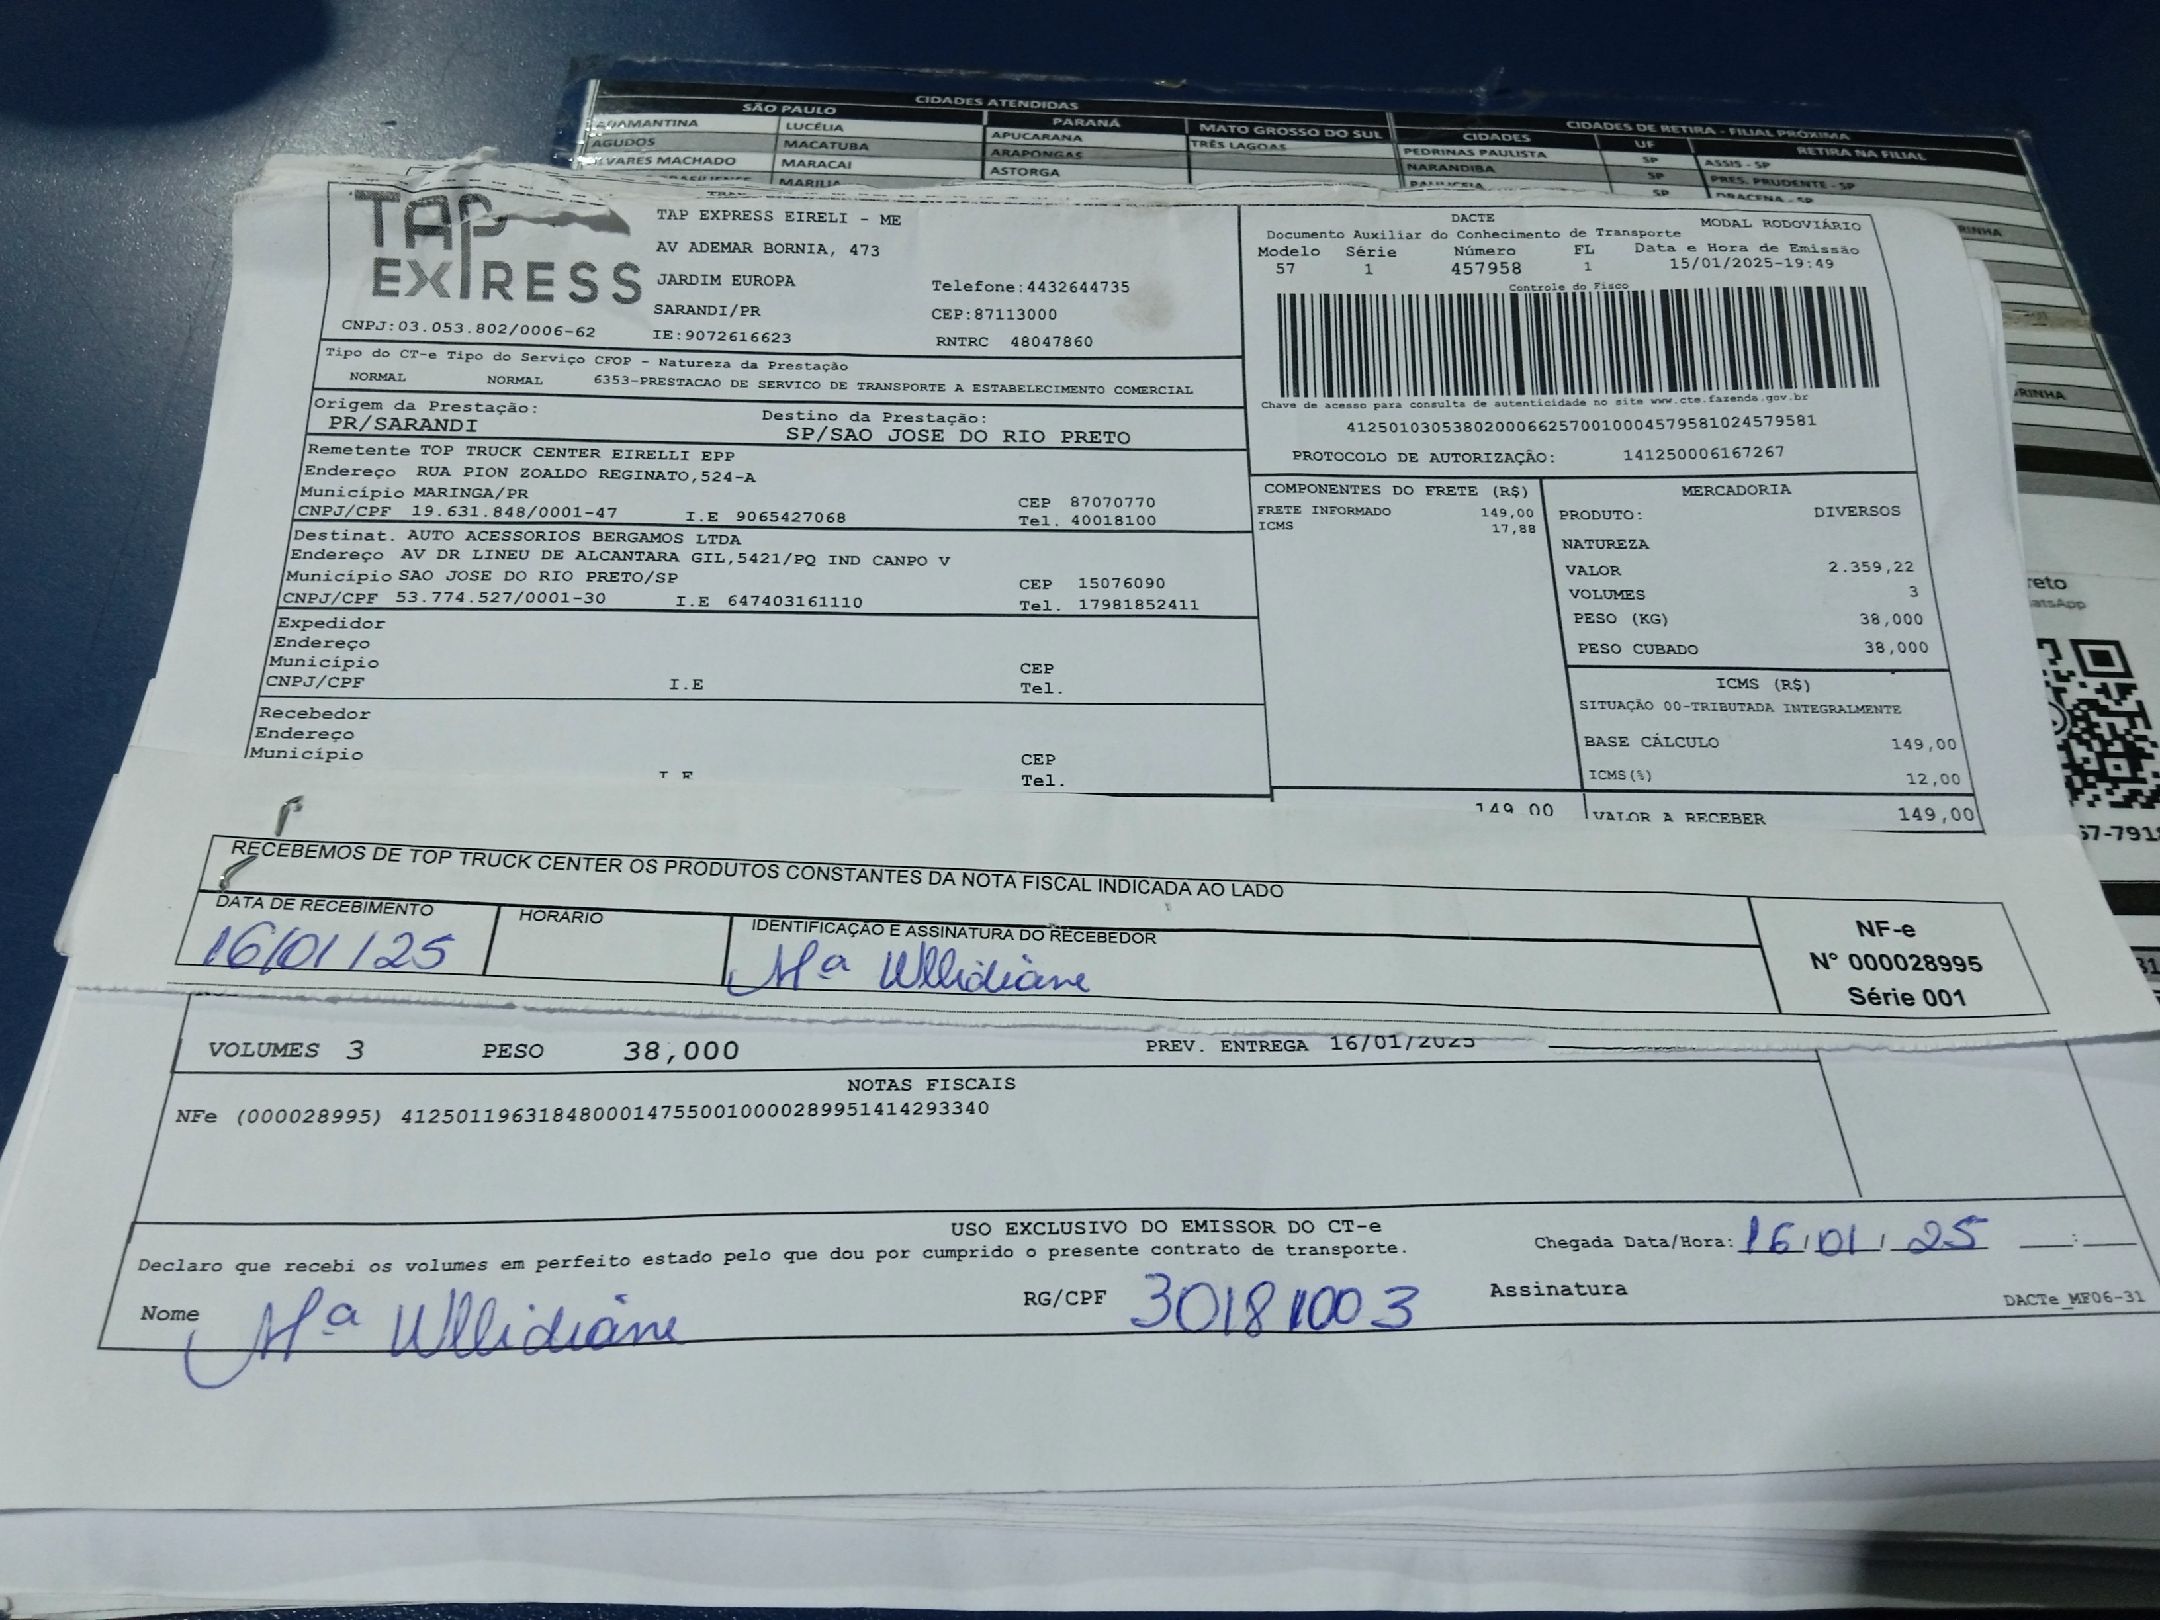 CIDADES ATENDIDAS
SÃO PAULO PARANÁ MATO GROSSO DO SUL
ADAMANTINA LUCÉLIA APUCARANA TRÊS LAGOAS
AGUDOS MACATUBA ARAPONGAS
ALVARES MACHADO MARACAI ASTORGA
MARILIA
CIDADES DE RETIRA - FILIAL PRÓXIMA
CIDADES UF RETIRA NA FILIAL
PEDRINAS PAULISTA SP ASSIS - SP
NARANDIBA SP PRES. PRUDENTE - SP
PAULICEIA SP DRACENA - SP
TAP EXPRESS
TAP EXPRESS EIRELI - ME
AV ADEMAR BORNIA, 473
JARDIM EUROPA Telefone:4432644735
SARANDI/PR CEP:87113000
CNPJ:03.053.802/0006-62 IE:9072616623 RNTRC 48047860
DACTE MODAL RODOVIÁRIO
Documento Auxiliar do Conhecimento de Transporte
Modelo Série Número FL Data e Hora de Emissão
57 1 457958 1 15/01/2025-19:49
Controle do Fisco
Chave de acesso para consulta de autenticidade no site www.cte.fazenda.gov.br
41250103053802000662570010004579581024579581
PROTOCOLO DE AUTORIZAÇÃO: 141250006167267
Tipo do CT-e Tipo do Serviço CFOP - Natureza da Prestação
NORMAL NORMAL 6353-PRESTACAO DE SERVICO DE TRANSPORTE A ESTABELECIMENTO COMERCIAL
Origem da Prestação: Destino da Prestação:
PR/SARANDI SP/SAO JOSE DO RIO PRETO
Remetente TOP TRUCK CENTER EIRELLI EPP
Endereço RUA PION ZOALDO REGINATO,524-A
Município MARINGA/PR CEP 87070770
CNPJ/CPF 19.631.848/0001-47 I.E 9065427068 Tel. 40018100
Destinat. AUTO ACESSORIOS BERGAMOS LTDA
Endereço AV DR LINEU DE ALCANTARA GIL,5421/PQ IND CANPO V
Município SAO JOSE DO RIO PRETO/SP CEP 15076090
CNPJ/CPF 53.774.527/0001-30 I.E 647403161110 Tel. 17981852411
Expedidor
Endereço
Município CEP
CNPJ/CPF I.E Tel.
Recebedor
Endereço
Município CEP
I.E Tel.
COMPONENTES DO FRETE (R$)
FRETE INFORMADO 149,00
ICMS 17,88
149,00
MERCADORIA
PRODUTO: DIVERSOS
NATUREZA
VALOR 2.359,22
VOLUMES 3
PESO (KG) 38,000
PESO CUBADO 38,000
ICMS (R$)
SITUAÇÃO 00-TRIBUTADA INTEGRALMENTE
BASE CÁLCULO 149,00
ICMS(%) 12,00
VALOR A RECEBER 149,00
RECEBEMOS DE TOP TRUCK CENTER OS PRODUTOS CONSTANTES DA NOTA FISCAL INDICADA AO LADO
DATA DE RECEBIMENTO HORÁRIO IDENTIFICAÇÃO E ASSINATURA DO RECEBEDOR
16/01/25 Mª Wllidiane
NF-e
Nº 000028995
Série 001
VOLUMES 3 PESO 38,000 PREV. ENTREGA 16/01/2025
NOTAS FISCAIS
NFe (000028995) 41250119631848000147550010000289951414293340
USO EXCLUSIVO DO EMISSOR DO CT-e
Declaro que recebi os volumes em perfeito estado pelo que dou por cumprido o presente contrato de transporte.
Chegada Data/Hora: 16/01/25 __:__
Nome Mª Wllidiane RG/CPF 30181003 Assinatura
DACTe_MF06-31